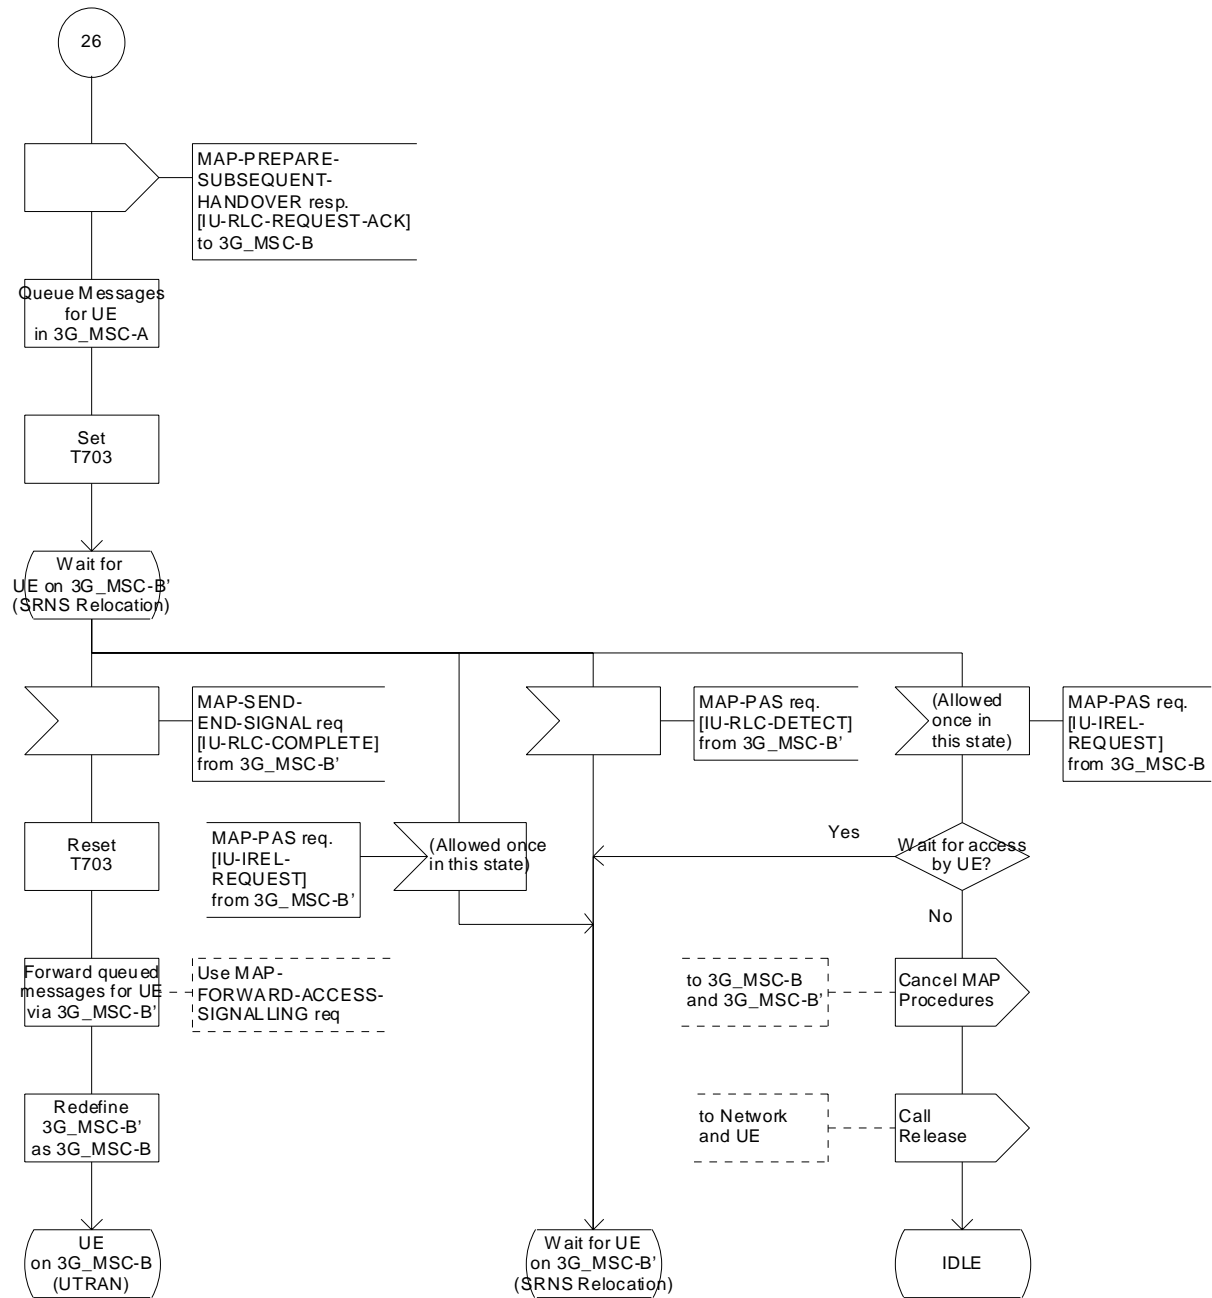 26
MAP-PREPARE-
SUBSEQUENT-
HANDOVER resp.
[IU-RLC-REQUEST-ACK]
to 3G_MSC-B
Queue Messages
for UE
in 3G_MSC-A
Set
T703
Wait for
UE on 3G_MSC-B’
(SRNS Relocation)
MAP-SEND-
END-SIGNAL req
[IU-RLC-COMPLETE]
from 3G_MSC-B’
MAP-PAS req.
[IU-RLC-DETECT]
from 3G_MSC-B’
(Allowed
once in
this state)
MAP-PAS req.
[IU-IREL-
REQUEST]
from 3G_MSC-B
Reset
T703
MAP-PAS req.
[IU-IREL-
REQUEST]
from 3G_MSC-B’
(Allowed once
in this state)
Yes
Wait for access
by UE?
No
Forward queued
messages for UE
via 3G_MSC-B’
Use MAP-
FORWARD-ACCESS-
SIGNALLING req
to 3G_MSC-B
and 3G_MSC-B’
Cancel MAP
Procedures
Redefine
3G_MSC-B’
as 3G_MSC-B
to Network
and UE
Call
Release
UE
on 3G_MSC-B
(UTRAN)
Wait for UE
on 3G_MSC-B’
(SRNS Relocation)
IDLE